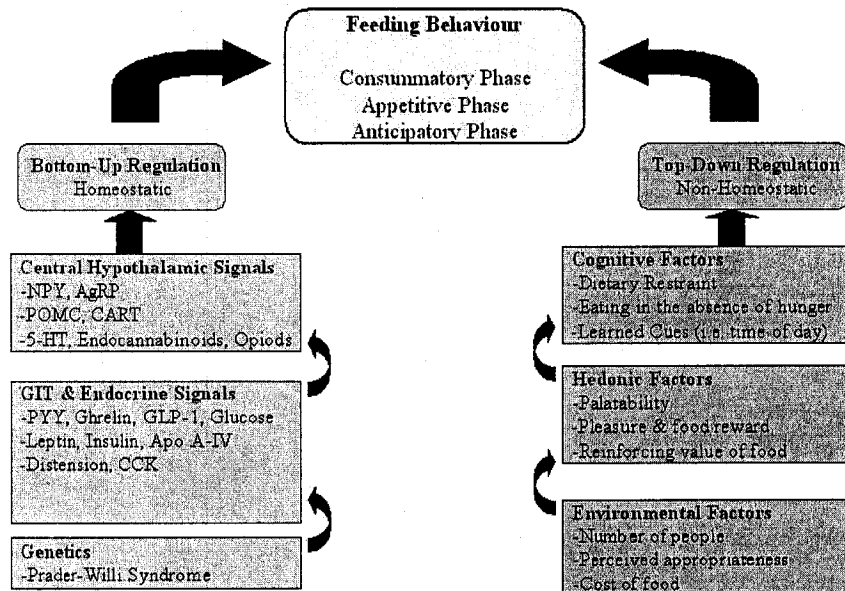 Feeding Behaviour
Consummatory Phase
Appetitive Phase
Anticipatory Phase
Bottom-Up Regulation
Homeostatic
Central Hypothalamic Signals
-NPY, AgRP
-POMC, CART
-5-HT, Endocannabinoids, Opiods
GIT & Endocrine Signals
-PYY, Ghrelin, GLP-1, Glucose
-Leptin, Insulin, Apo A-IV
-Distension, CCK
Genetics
-Prader-Willi Syndrome
Top-Down Regulation
Non-Homeostatic
Cognitive Factors
-Dietary Restraint
-Eating in the absence of hunger
-Learned Cues (i.e. time of day)
Hedonic Factors
-Palatability
-Pleasure & food reward
-Reinforcing value of food
Environmental Factors
-Number of people
-Perceived appropriateness
-Cost of food